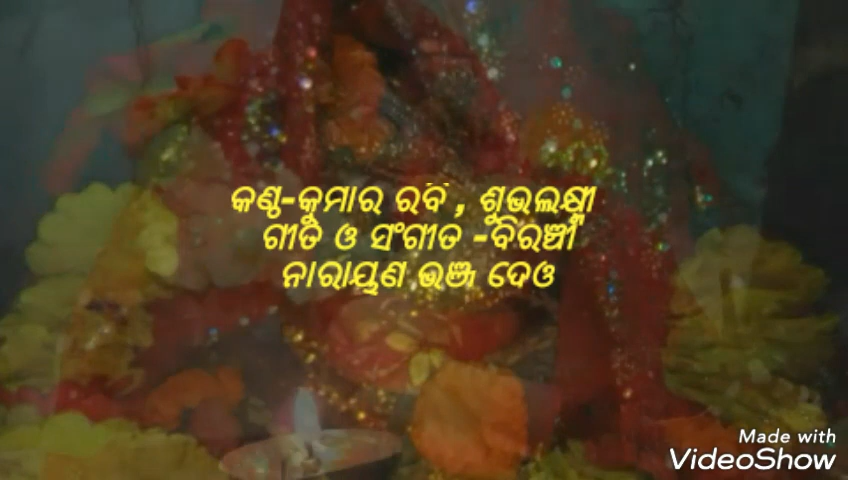 କଣ୍ଠ-କୁମାର ରବି , ଶୁଭଲକ୍ଷ୍ମୀ
ଗୀତ ଓ ସଂଗୀତ -ବିରଞ୍ଚୀ
ନାରାୟଣ ଭଞ୍ଜ ଦେଓ
Made with
VideoShow